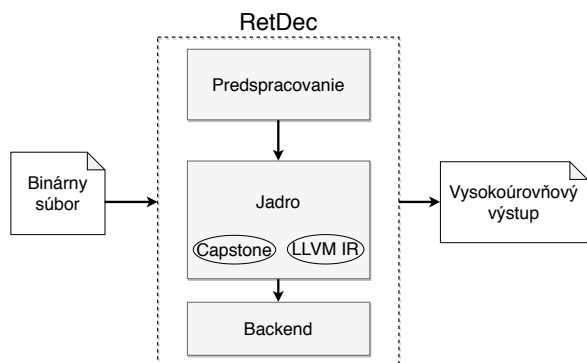 RetDec
Predspracovanie
Binárny
súbor
Jadro
Capstone
LLVM IR
Backend
Vysokoúrovňový
výstup